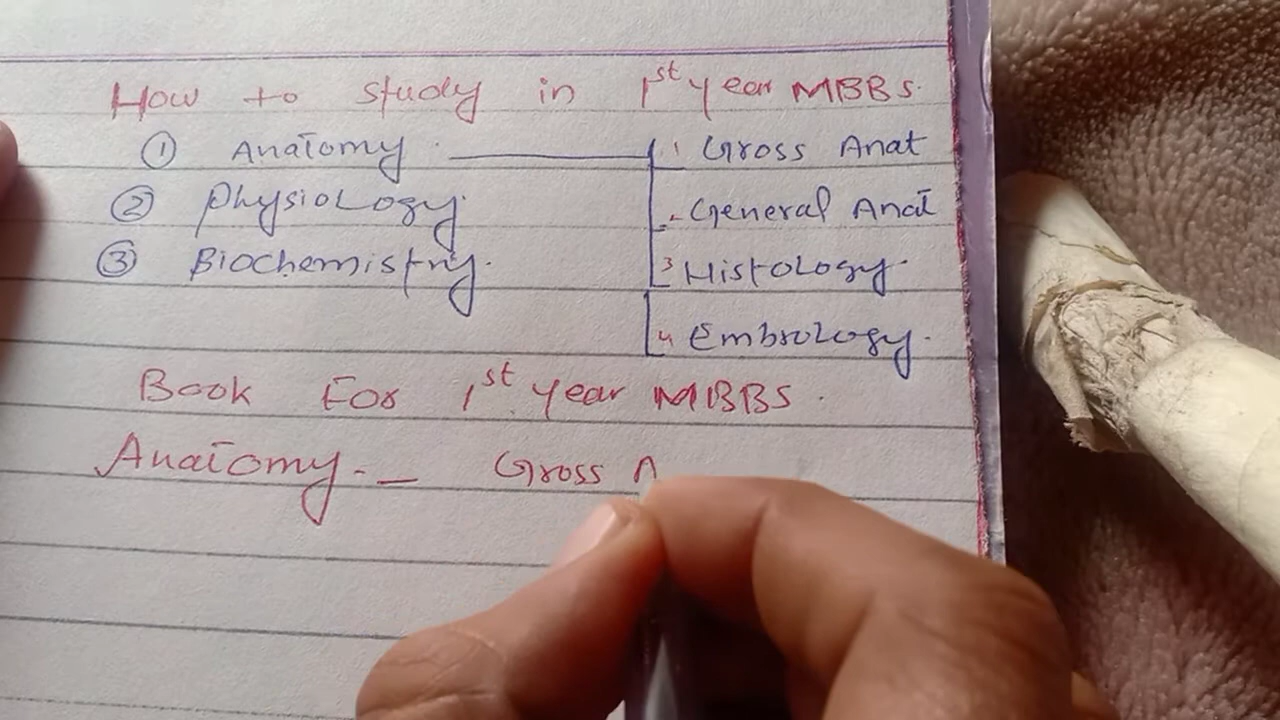 How to study in 1st year MBBS.
① Anatomy. 1 Gross Anat
② Physiology. 2. General Anat
③ Biochemistry. 3 Histology.
4 Embrology.
Book For 1st year MBBS.
Anatomy. - Gross A